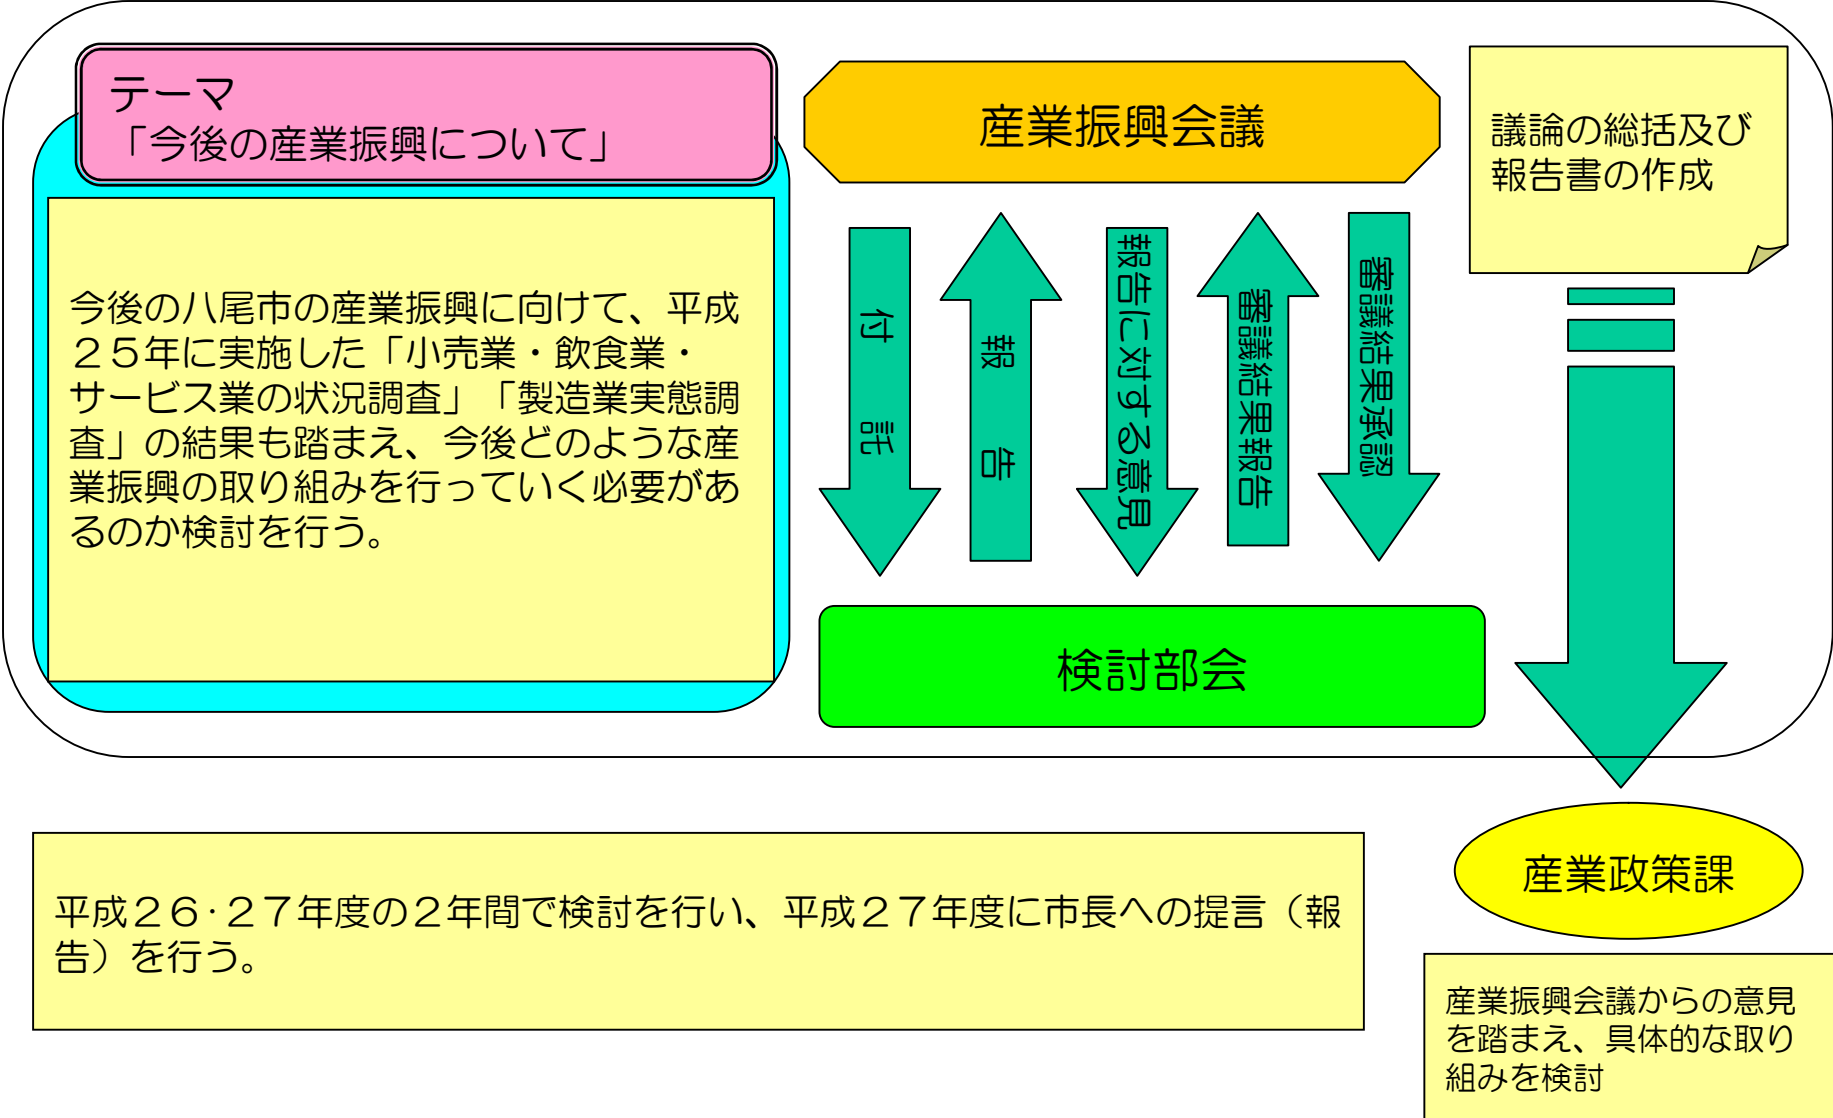 テーマ
「今後の産業振興について」
今後の八尾市の産業振興に向けて、平成
２５年に実施した「小売業・飲食業・
サービス業の状況調査」「製造業実態調
査」の結果も踏まえ、今後どのような産
業振興の取り組みを行っていく必要があ
るのか検討を行う。
産業振興会議
付託
報告
報告に対する意見
審議結果報告
審議結果承認
検討部会
議論の総括及び
報告書の作成
産業政策課
産業振興会議からの意見
を踏まえ、具体的な取り
組みを検討
平成２６･２７年度の２年間で検討を行い、平成２７年度に市長への提言（報
告）を行う。